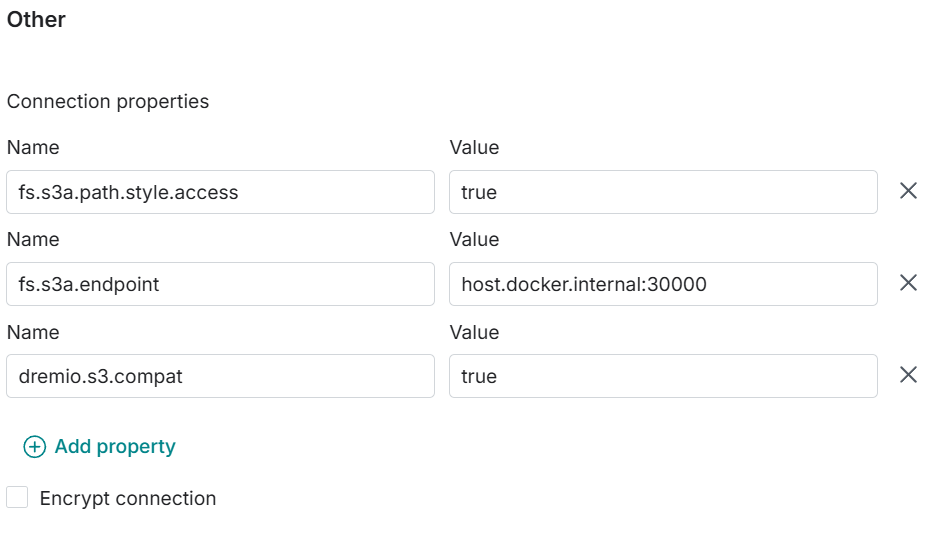 Other
Connection properties
Name Value
fs.s3a.path.style.access true
Name Value
fs.s3a.endpoint host.docker.internal:30000
Name Value
dremio.s3.compat true
Add property
Encrypt connection